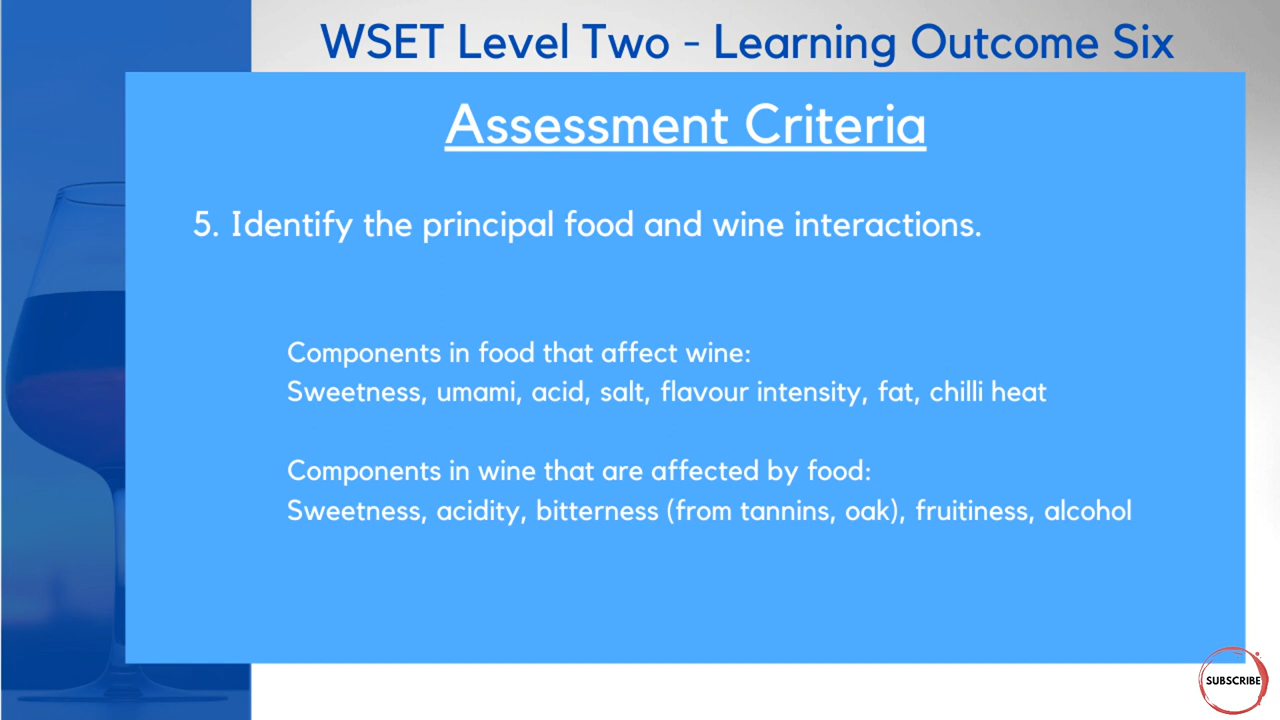 WSET Level Two - Learning Outcome Six
Assessment Criteria
5. Identify the principal food and wine interactions.
Components in food that affect wine:
Sweetness, umami, acid, salt, flavour intensity, fat, chilli heat
Components in wine that are affected by food:
Sweetness, acidity, bitterness (from tannins, oak), fruitiness, alcohol
SUBSCRIBE